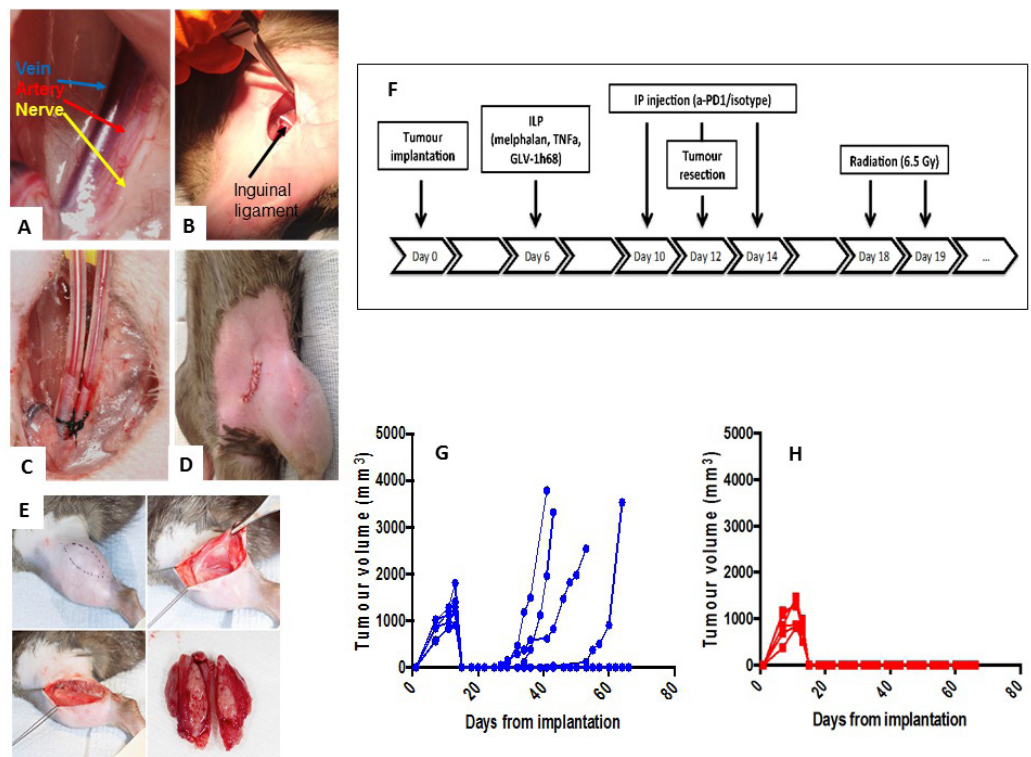 Vein
Artery
Nerve
A
Inguinal
ligament
B
C
D
E
F
Tumour
implantation
ILP
(melphalan, TNFa,
GLV-1h68)
IP injection (a-PD1/isotype)
Tumour
resection
Radiation (6.5 Gy)
Day 0
Day 6
Day 10
Day 12
Day 14
Day 18
Day 19
...
G
Tumour volume (mm³)
5000
4000
3000
2000
1000
0
0
20
40
60
80
Days from implantation
H
Tumour volume (mm³)
5000
4000
3000
2000
1000
0
0
20
40
60
80
Days from implantation